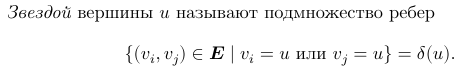 Звездой вершины u называют подмножество ребер
{(v_i, v_j) ∈ E | v_i = u или v_j = u} = δ(u).